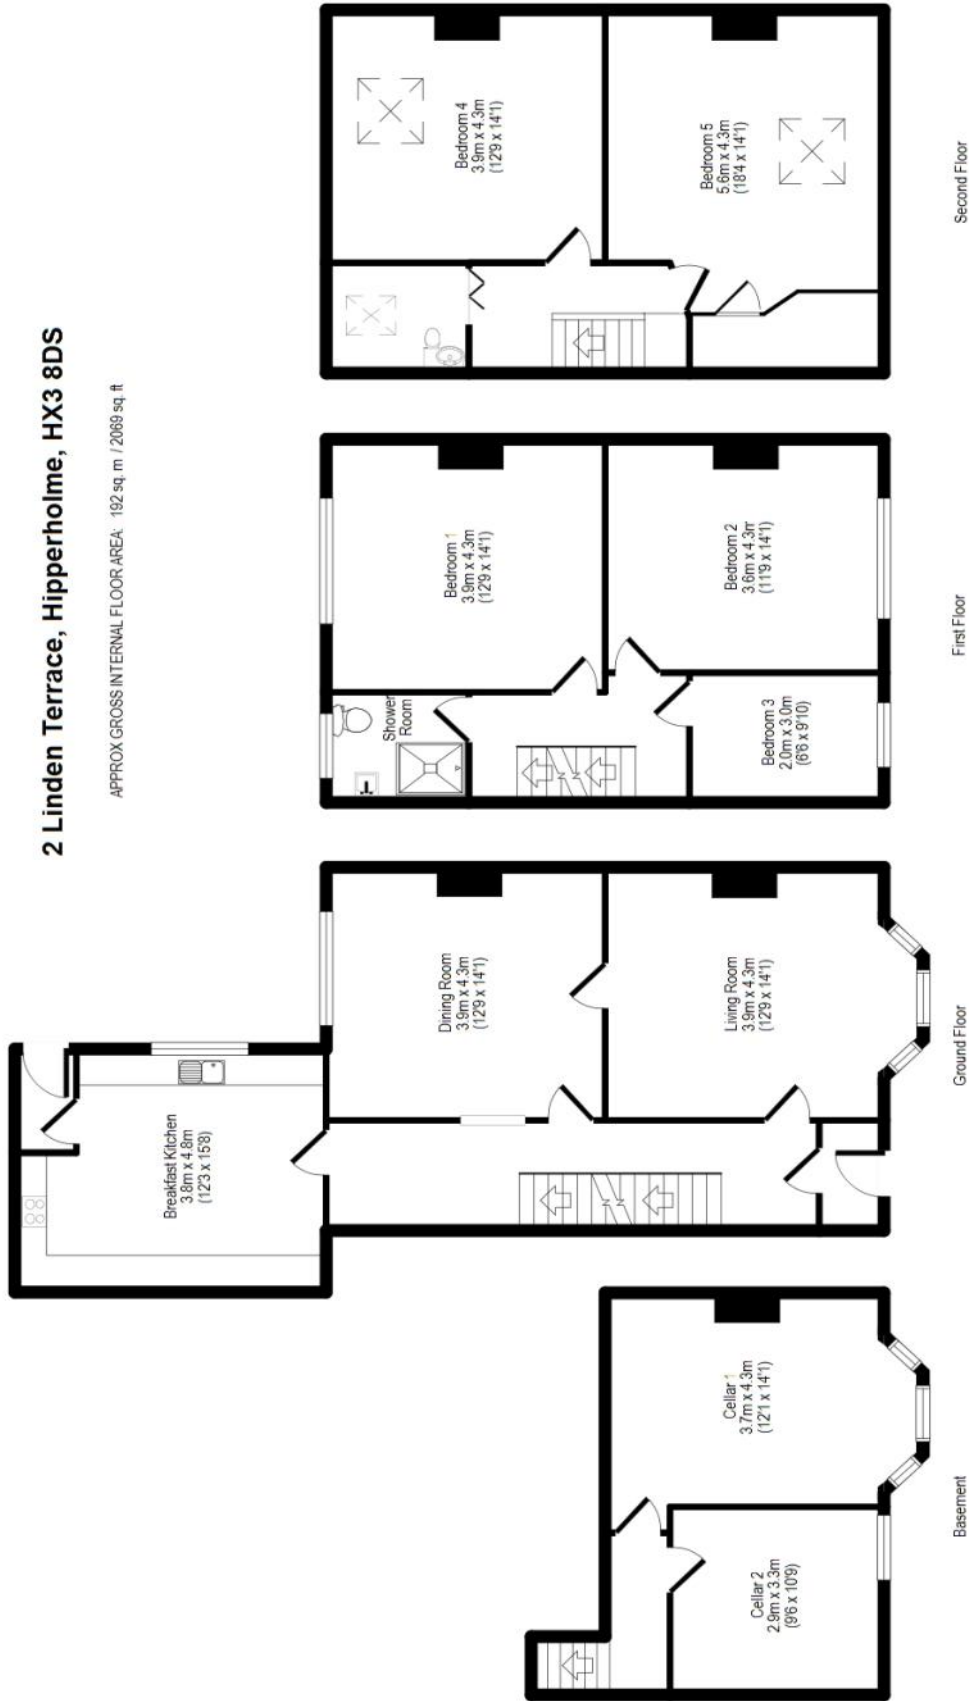 2 Linden Terrace, Hipperholme, HX3 8DS
APPROX GROSS INTERNAL FLOOR AREA: 192 sq. m / 2069 sq. ft
Cellar 2
2.9m x 3.3m
(9'6 x 10'9)
Cellar 1
3.7m x 4.3m
(12'1 x 14'1)
Basement
Breakfast Kitchen
3.8m x 4.8m
(12'3 x 15'8)
Dining Room
3.9m x 4.3m
(12'9 x 14'1)
Living Room
3.9m x 4.3m
(12'9 x 14'1)
Ground Floor
Shower
Room
Bedroom 1
3.9m x 4.3m
(12'9 x 14'1)
Bedroom 3
2.0m x 3.0m
(6'6 x 9'10)
Bedroom 2
3.6m x 4.3m
(11'9 x 14'1)
First Floor
Bedroom 4
3.9m x 4.3m
(12'9 x 14'1)
Bedroom 5
5.6m x 4.3m
(18'4 x 14'1)
Second Floor